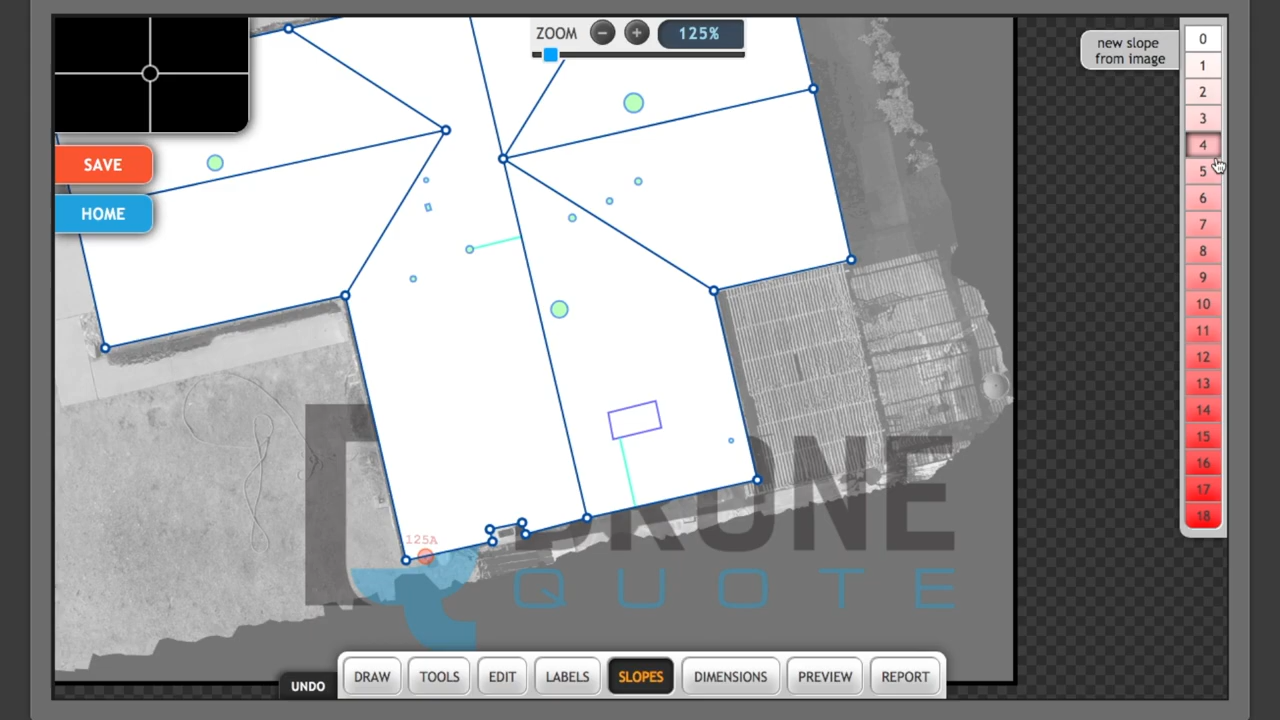 ZOOM
125%
new slope
from image
0
1
2
3
4
5
6
7
8
9
10
11
12
13
14
15
16
17
18
SAVE
HOME
125A
DRONE
QUOTE
UNDO
DRAW
TOOLS
EDIT
LABELS
SLOPES
DIMENSIONS
PREVIEW
REPORT